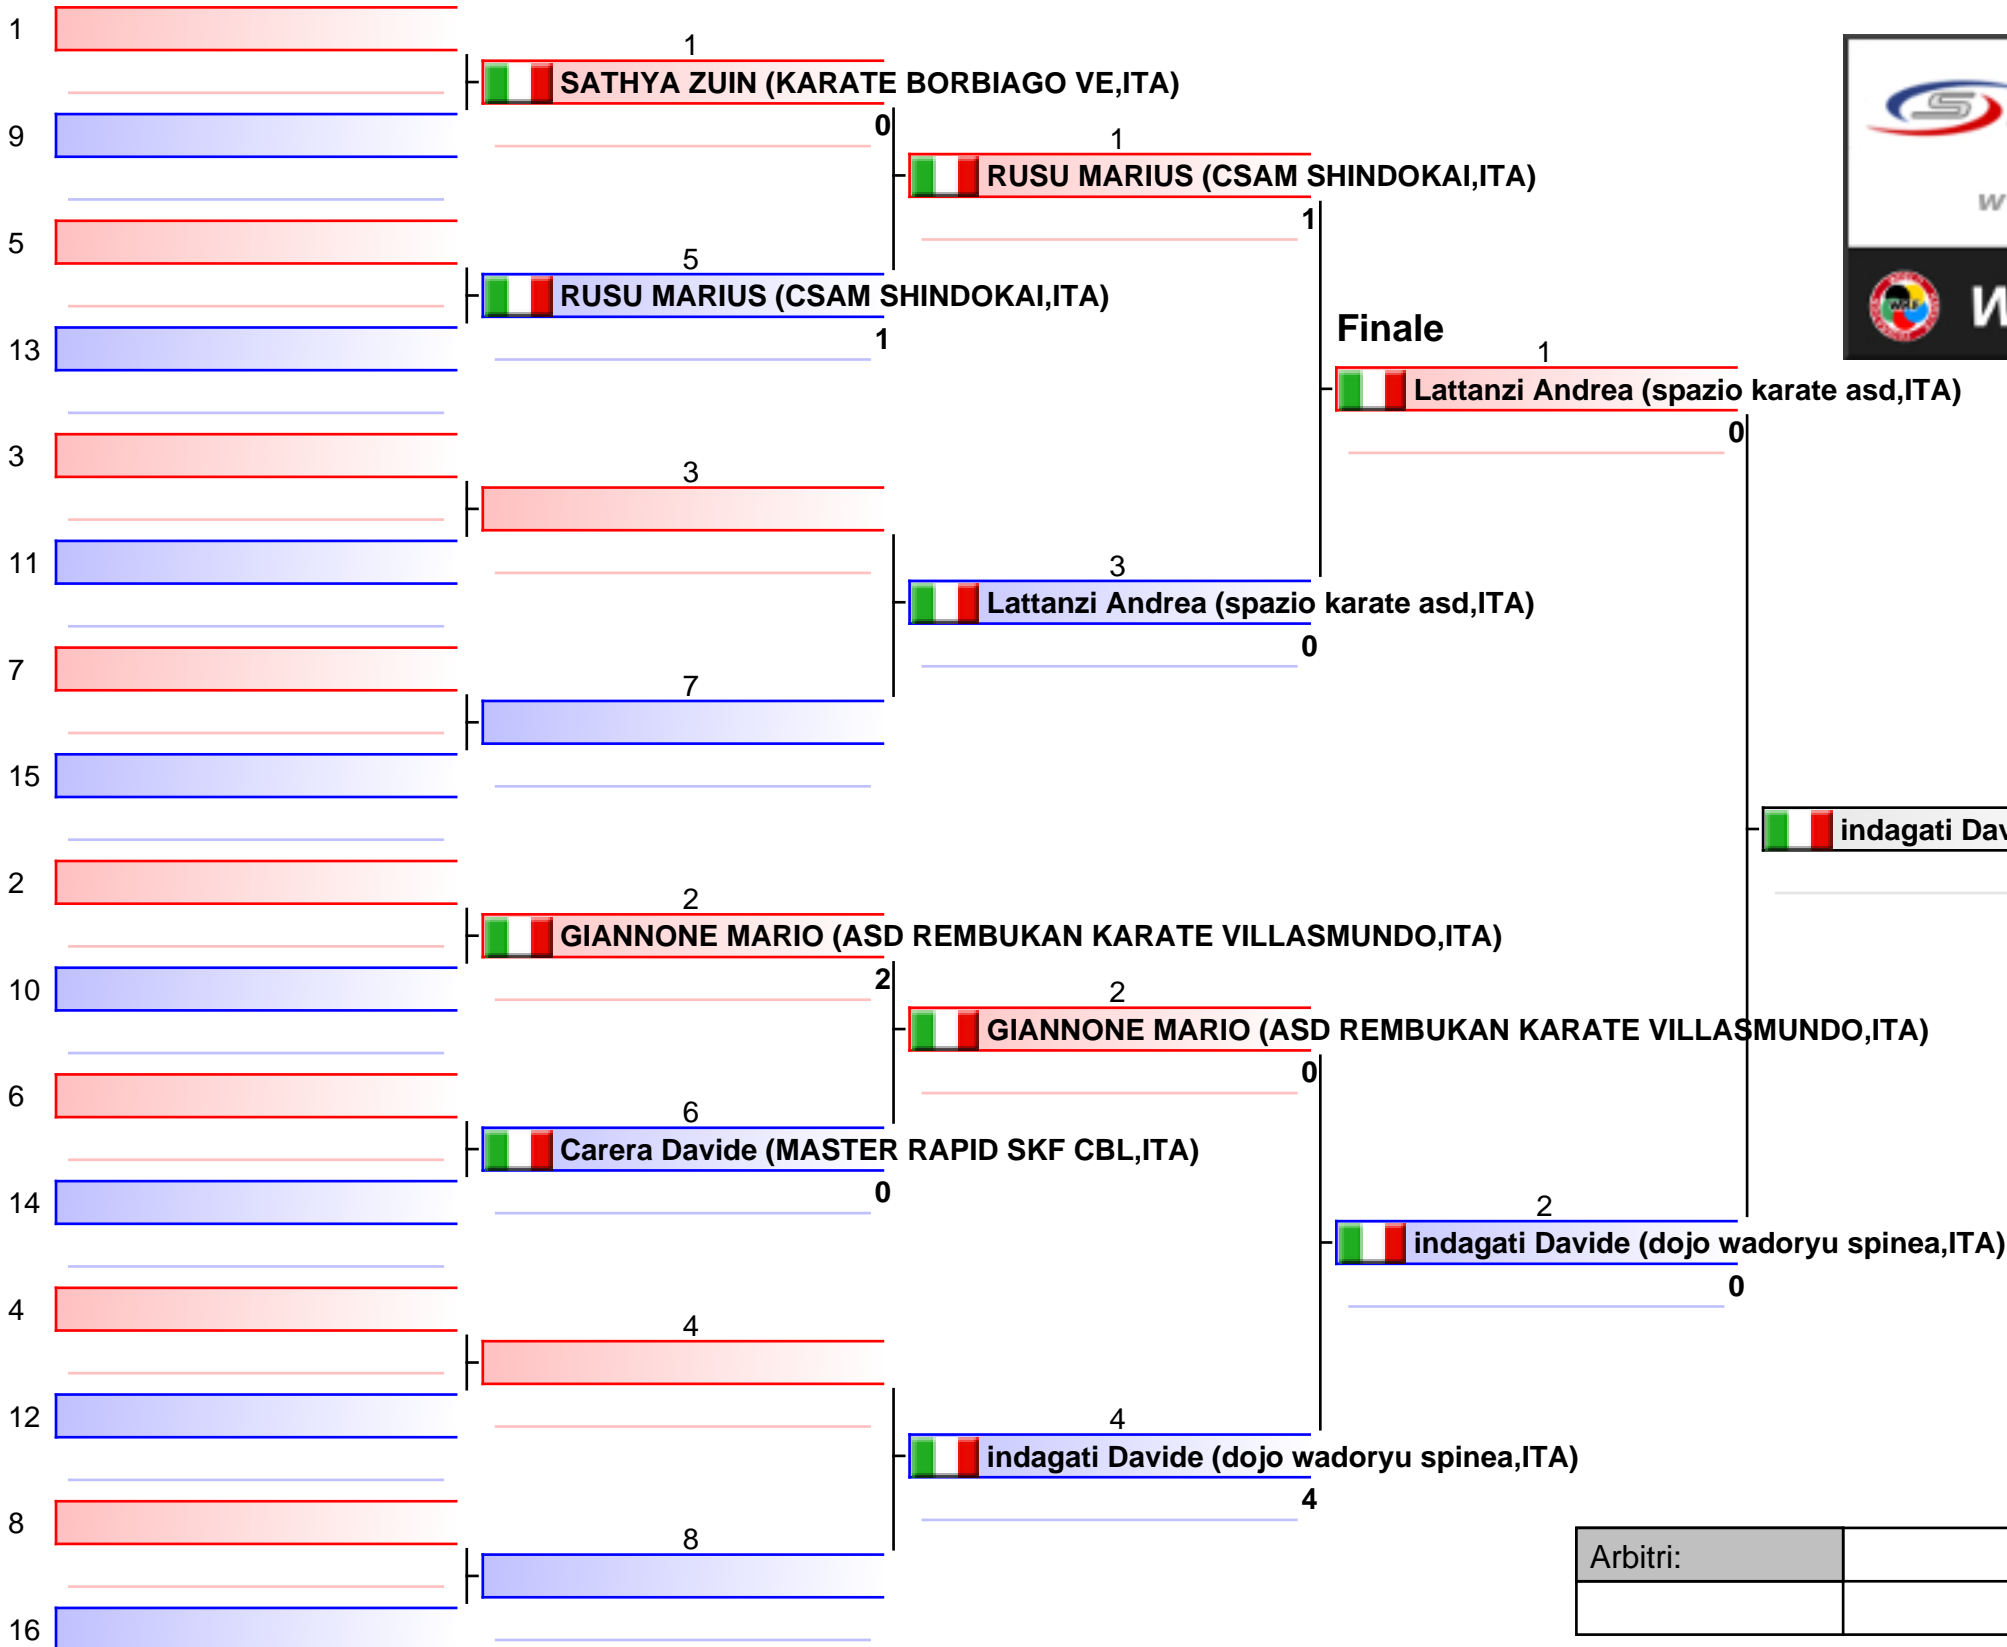 1
9
5
13
3
11
7
15
2
10
6
14
4
12
8
16
1
SATHYA ZUIN (KARATE BORBIAGO VE,ITA)
0
5
RUSU MARIUS (CSAM SHINDOKAI,ITA)
1
3
7
2
GIANNONE MARIO (ASD REMBUKAN KARATE VILLASMUNDO,ITA)
2
6
Carera Davide (MASTER RAPID SKF CBL,ITA)
0
4
8
1
RUSU MARIUS (CSAM SHINDOKAI,ITA)
1
3
Lattanzi Andrea (spazio karate asd,ITA)
0
2
GIANNONE MARIO (ASD REMBUKAN KARATE VILLASMUNDO,ITA)
0
4
indagati Davide (dojo wadoryu spinea,ITA)
4
Finale
1
Lattanzi Andrea (spazio karate asd,ITA)
0
2
indagati Davide (dojo wadoryu spinea,ITA)
0
indagati Dav
S
w
WKF
W
Arbitri: